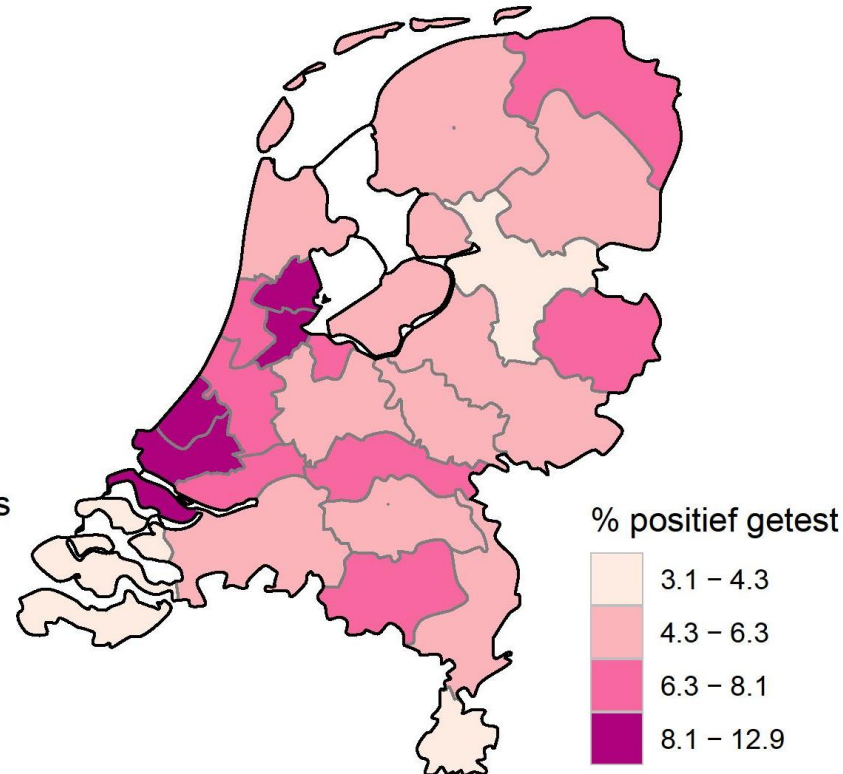 s
% positief getest
3.1 − 4.3
4.3 − 6.3
6.3 − 8.1
8.1 − 12.9